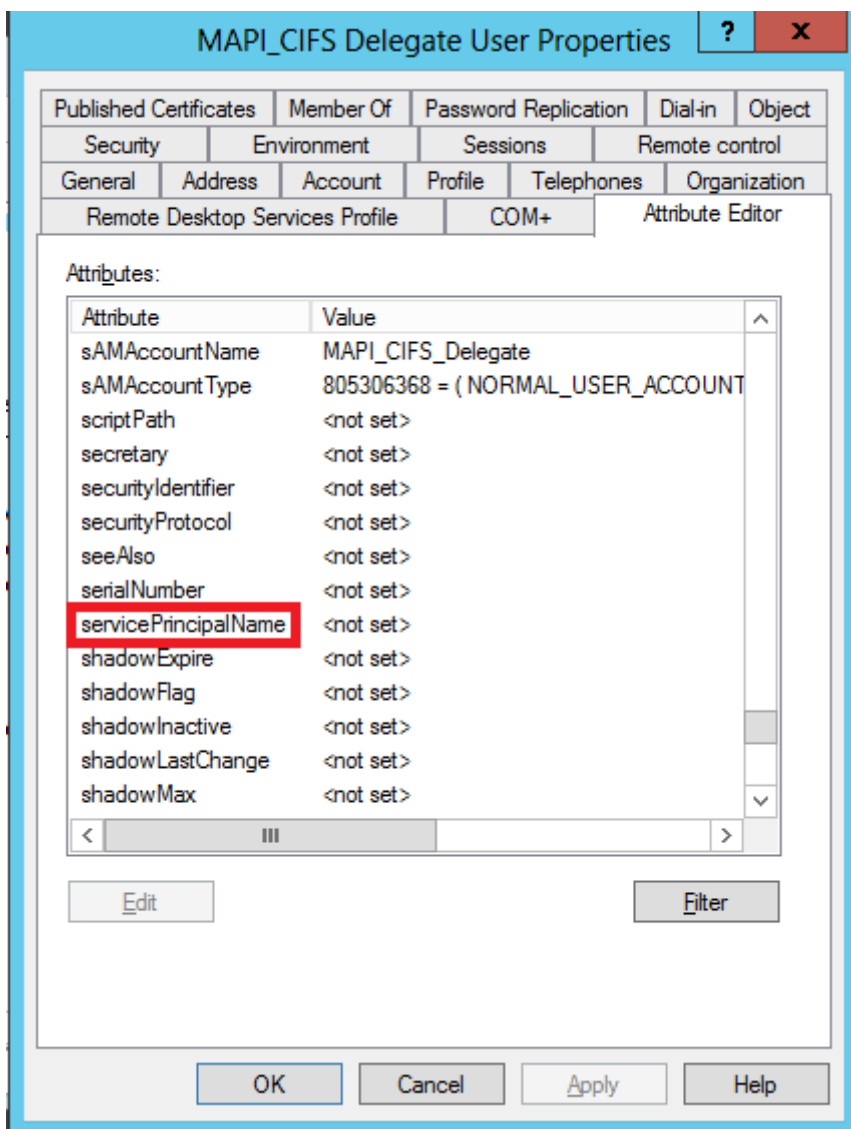 MAPI_CIFS Delegate User Properties ? x
Published Certificates Member Of Password Replication Dial-in Object
Security Environment Sessions Remote control
General Address Account Profile Telephones Organization
Remote Desktop Services Profile COM+ Attribute Editor
Attributes:
Attribute Value
sAMAccountName MAPI_CIFS_Delegate
sAMAccountType 805306368 = ( NORMAL_USER_ACCOUNT
scriptPath <not set>
secretary <not set>
securityIdentifier <not set>
securityProtocol <not set>
seeAlso <not set>
serialNumber <not set>
servicePrincipalName <not set>
shadowExpire <not set>
shadowFlag <not set>
shadowInactive <not set>
shadowLastChange <not set>
shadowMax <not set>
Edit Filter
OK Cancel Apply Help